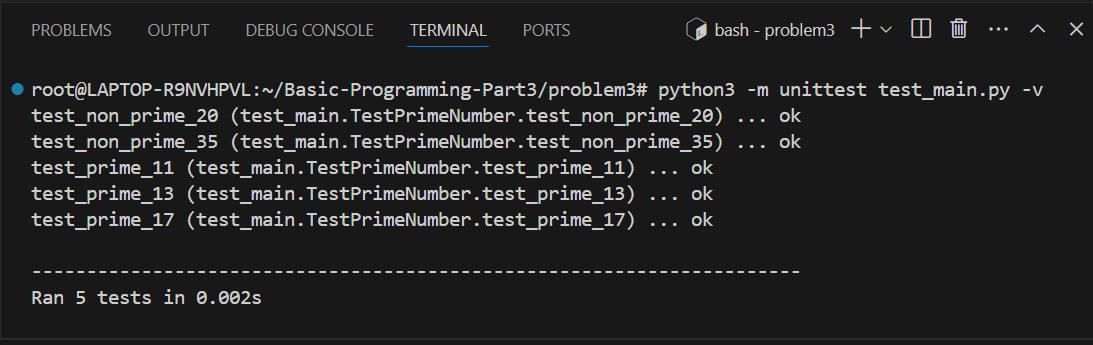 PROBLEMS OUTPUT DEBUG CONSOLE TERMINAL PORTS bash - problem3
root@LAPTOP-R9NVHPVL:~/Basic-Programming-Part3/problem3# python3 -m unittest test_main.py -v
test_non_prime_20 (test_main.TestPrimeNumber.test_non_prime_20) ... ok
test_non_prime_35 (test_main.TestPrimeNumber.test_non_prime_35) ... ok
test_prime_11 (test_main.TestPrimeNumber.test_prime_11) ... ok
test_prime_13 (test_main.TestPrimeNumber.test_prime_13) ... ok
test_prime_17 (test_main.TestPrimeNumber.test_prime_17) ... ok
----------------------------------------------------------------------
Ran 5 tests in 0.002s